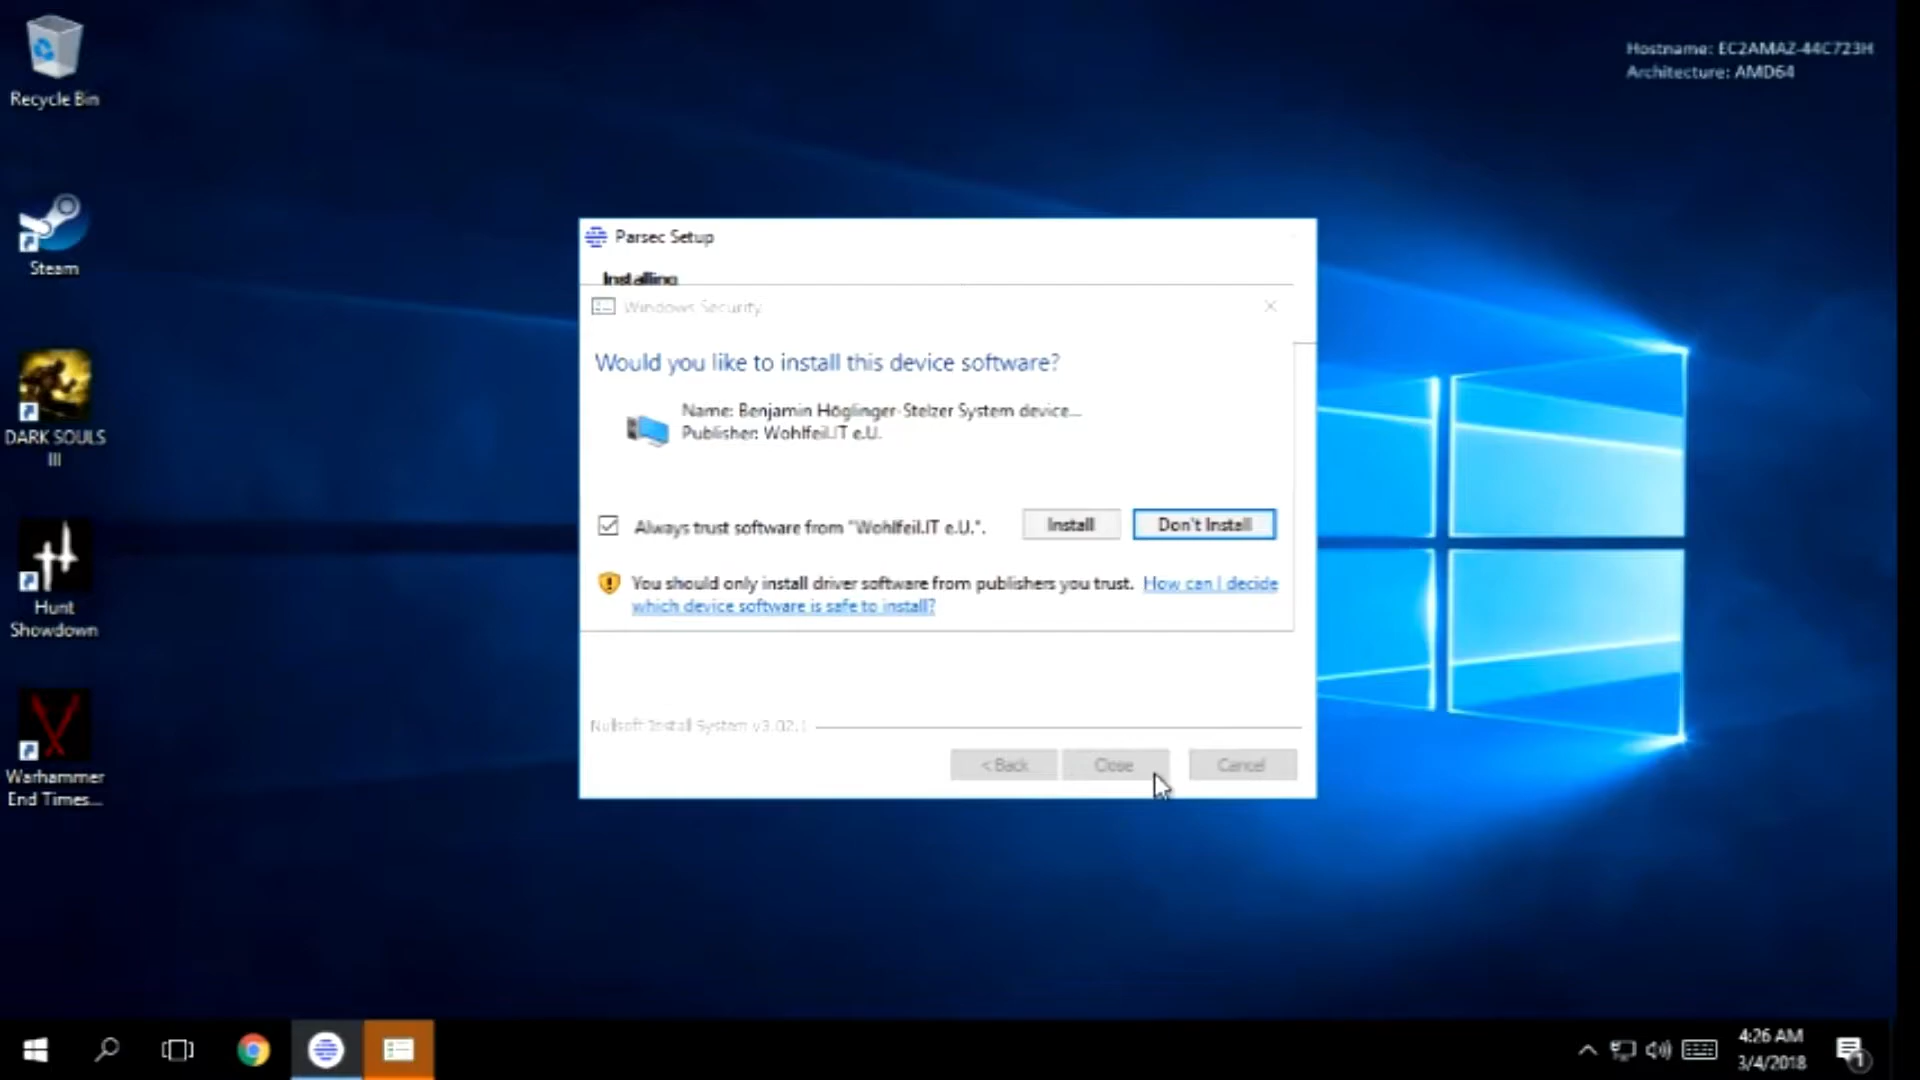 Hostname: EC2AMAZ-44C723H
Architecture: AMD64
Recycle Bin
Steam
DARK SOULS
III
Hunt
Showdown
Warhammer
End Times...
Parsec Setup
Installing
Windows Security
Would you like to install this device software?
Name: Benjamin Höglinger-Stelzer System device...
Publisher: Wohlfeil.IT e.U.
Always trust software from "Wohlfeil.IT e.U.".
Install
Don't Install
You should only install driver software from publishers you trust. How can I decide
which device software is safe to install?
Nullsoft Install System v3.02.1
< Back
Close
Cancel
4:26 AM
3/4/2018
1